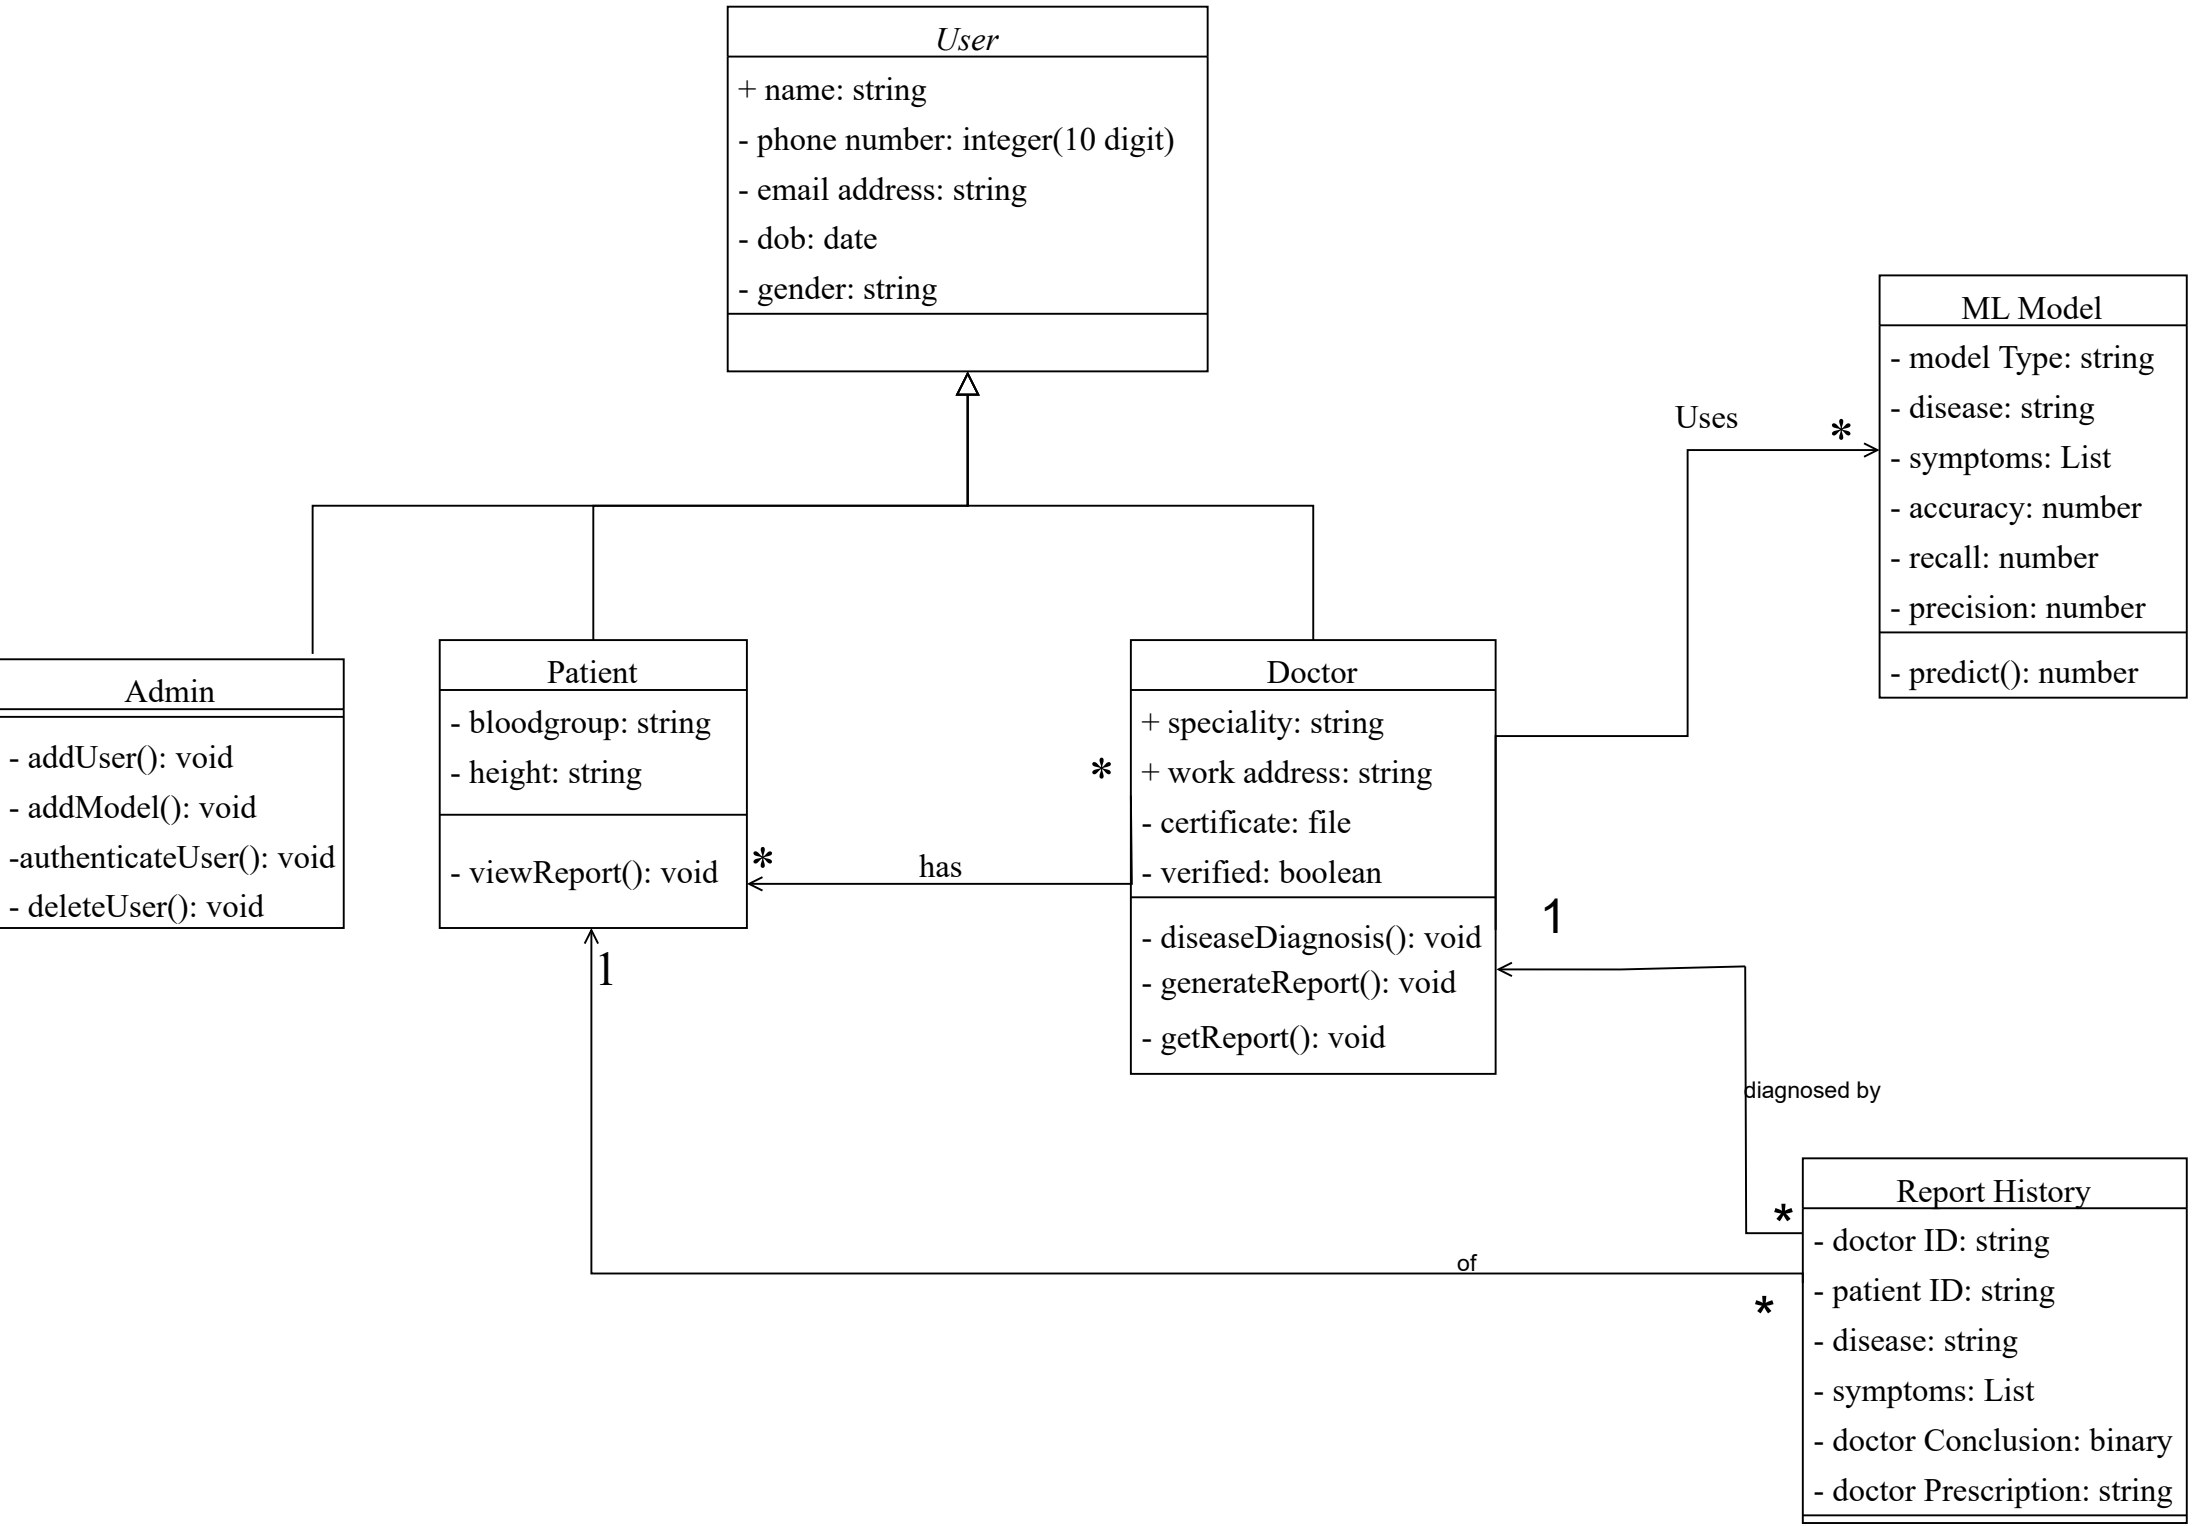 User
+ name: string
- phone number: integer(10 digit)
- email address: string
- dob: date
- gender: string
ML Model
- model Type: string
- disease: string
- symptoms: List
- accuracy: number
- recall: number
- precision: number
- predict(): number
Uses
*
Admin
- addUser(): void
- addModel(): void
-authenticateUser(): void
- deleteUser(): void
Patient
- bloodgroup: string
- height: string
- viewReport(): void
*
has
*
1
Doctor
+ speciality: string
+ work address: string
- certificate: file
- verified: boolean
- diseaseDiagnosis(): void
- generateReport(): void
- getReport(): void
1
diagnosed by
*
of
*
Report History
- doctor ID: string
- patient ID: string
- disease: string
- symptoms: List
- doctor Conclusion: binary
- doctor Prescription: string